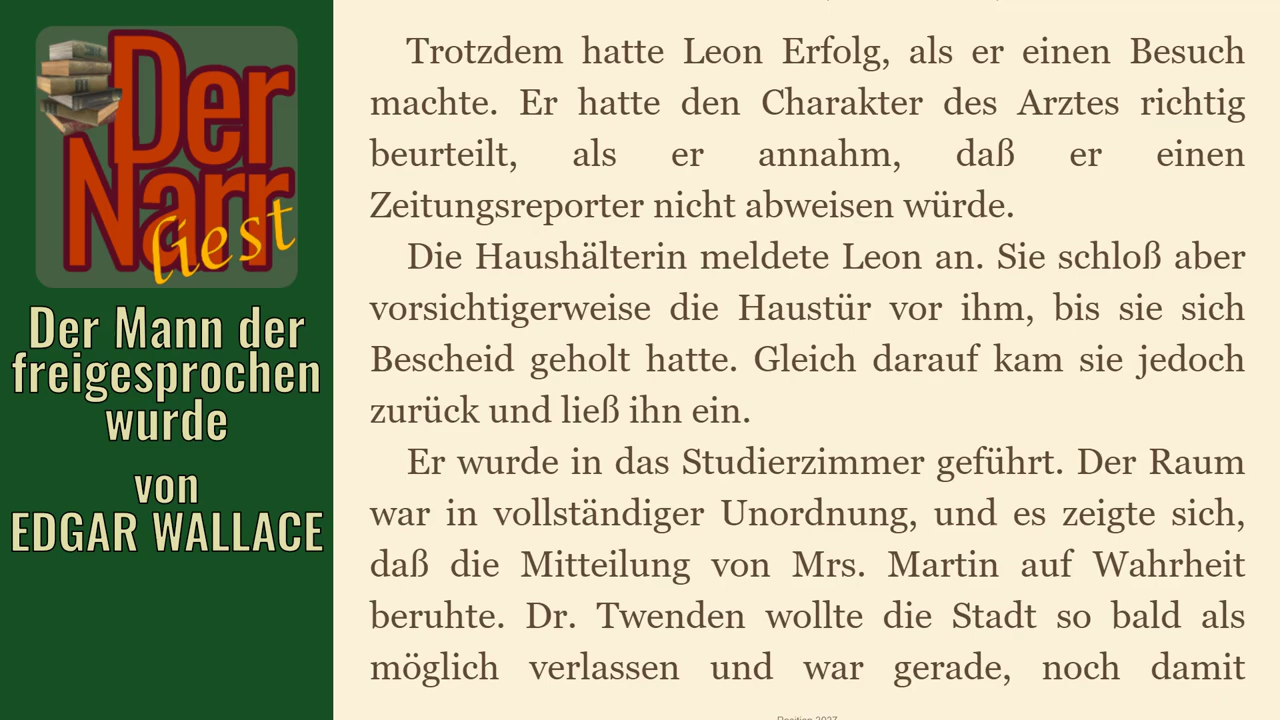 Der
Narr
liest
Der Mann der
freigesprochen
wurde
von
EDGAR WALLACE
Trotzdem hatte Leon Erfolg, als er einen Besuch
machte. Er hatte den Charakter des Arztes richtig
beurteilt, als er annahm, daß er einen
Zeitungsreporter nicht abweisen würde.
Die Haushälterin meldete Leon an. Sie schloß aber
vorsichtigerweise die Haustür vor ihm, bis sie sich
Bescheid geholt hatte. Gleich darauf kam sie jedoch
zurück und ließ ihn ein.
Er wurde in das Studierzimmer geführt. Der Raum
war in vollständiger Unordnung, und es zeigte sich,
daß die Mitteilung von Mrs. Martin auf Wahrheit
beruhte. Dr. Twenden wollte die Stadt so bald als
möglich verlassen und war gerade, noch damit